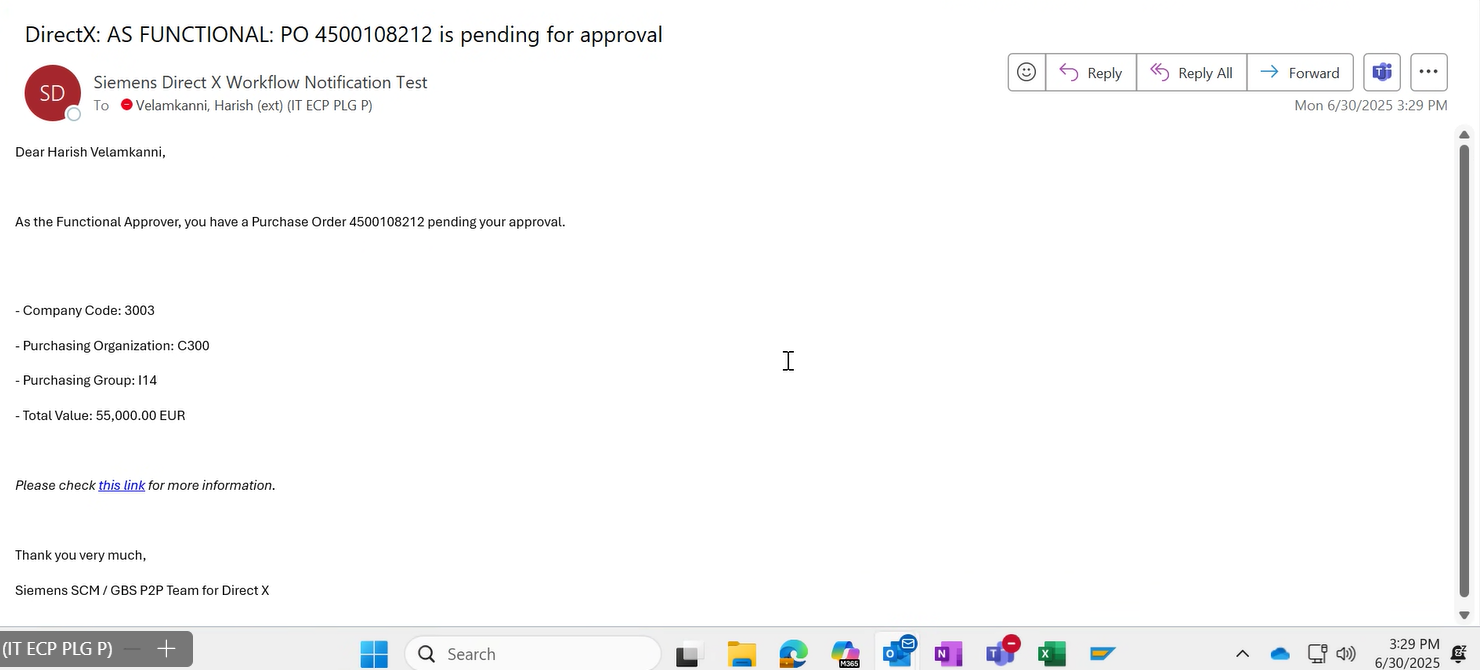 DirectX: AS FUNCTIONAL: PO 4500108212 is pending for approval
SD
Siemens Direct X Workflow Notification Test
To Velamkanni, Harish (ext) (IT ECP PLG P)
Reply
Reply All
Forward
Mon 6/30/2025 3:29 PM
Dear Harish Velamkanni,
As the Functional Approver, you have a Purchase Order 4500108212 pending your approval.
- Company Code: 3003
- Purchasing Organization: C300
- Purchasing Group: I14
- Total Value: 55,000.00 EUR
Please check this link for more information.
Thank you very much,
Siemens SCM / GBS P2P Team for Direct X
(IT ECP PLG P)
Search
M365
3:29 PM
6/30/2025